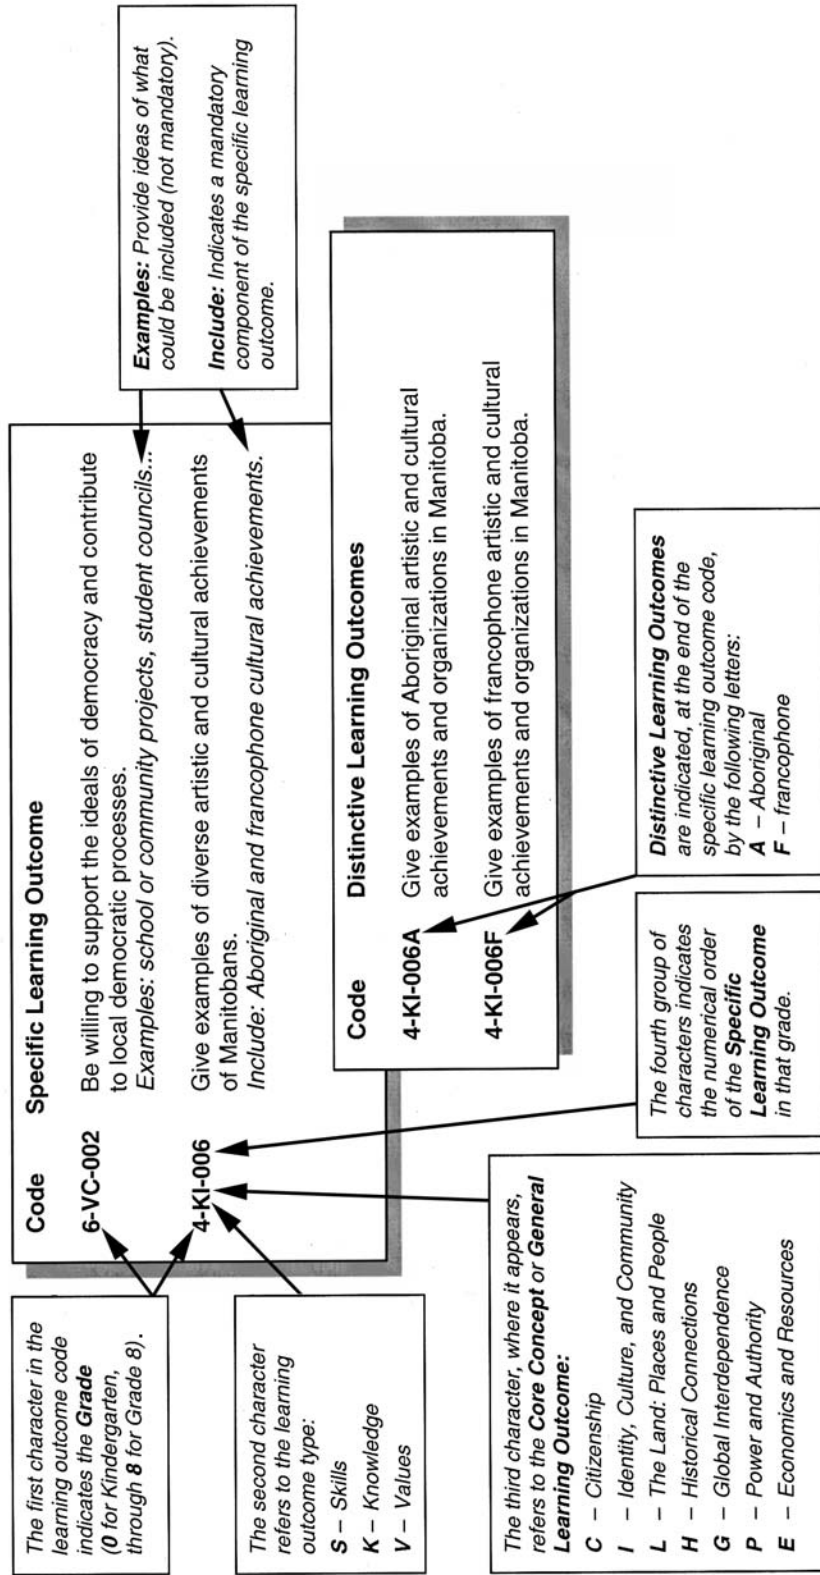 The first character in the
learning outcome code
indicates the Grade
(0 for Kindergarten,
through 8 for Grade 8).
The second character
refers to the learning
outcome type:
S – Skills
K – Knowledge
V – Values
The third character, where it appears,
refers to the Core Concept or General
Learning Outcome:
C – Citizenship
I – Identity, Culture, and Community
L – The Land: Places and People
H – Historical Connections
G – Global Interdependence
P – Power and Authority
E – Economics and Resources
Code Specific Learning Outcome
6-VC-002 Be willing to support the ideals of democracy and contribute
to local democratic processes.
Examples: school or community projects, student councils...
4-KI-006 Give examples of diverse artistic and cultural achievements
of Manitobans.
Include: Aboriginal and francophone cultural achievements.
Examples: Provide ideas of what
could be included (not mandatory).
Include: Indicates a mandatory
component of the specific learning
outcome.
Code Distinctive Learning Outcomes
4-KI-006A Give examples of Aboriginal artistic and cultural
achievements and organizations in Manitoba.
4-KI-006F Give examples of francophone artistic and cultural
achievements and organizations in Manitoba.
The fourth group of
characters indicates
the numerical order
of the Specific
Learning Outcome
in that grade.
Distinctive Learning Outcomes
are indicated, at the end of the
specific learning outcome code,
by the following letters:
A – Aboriginal
F – francophone